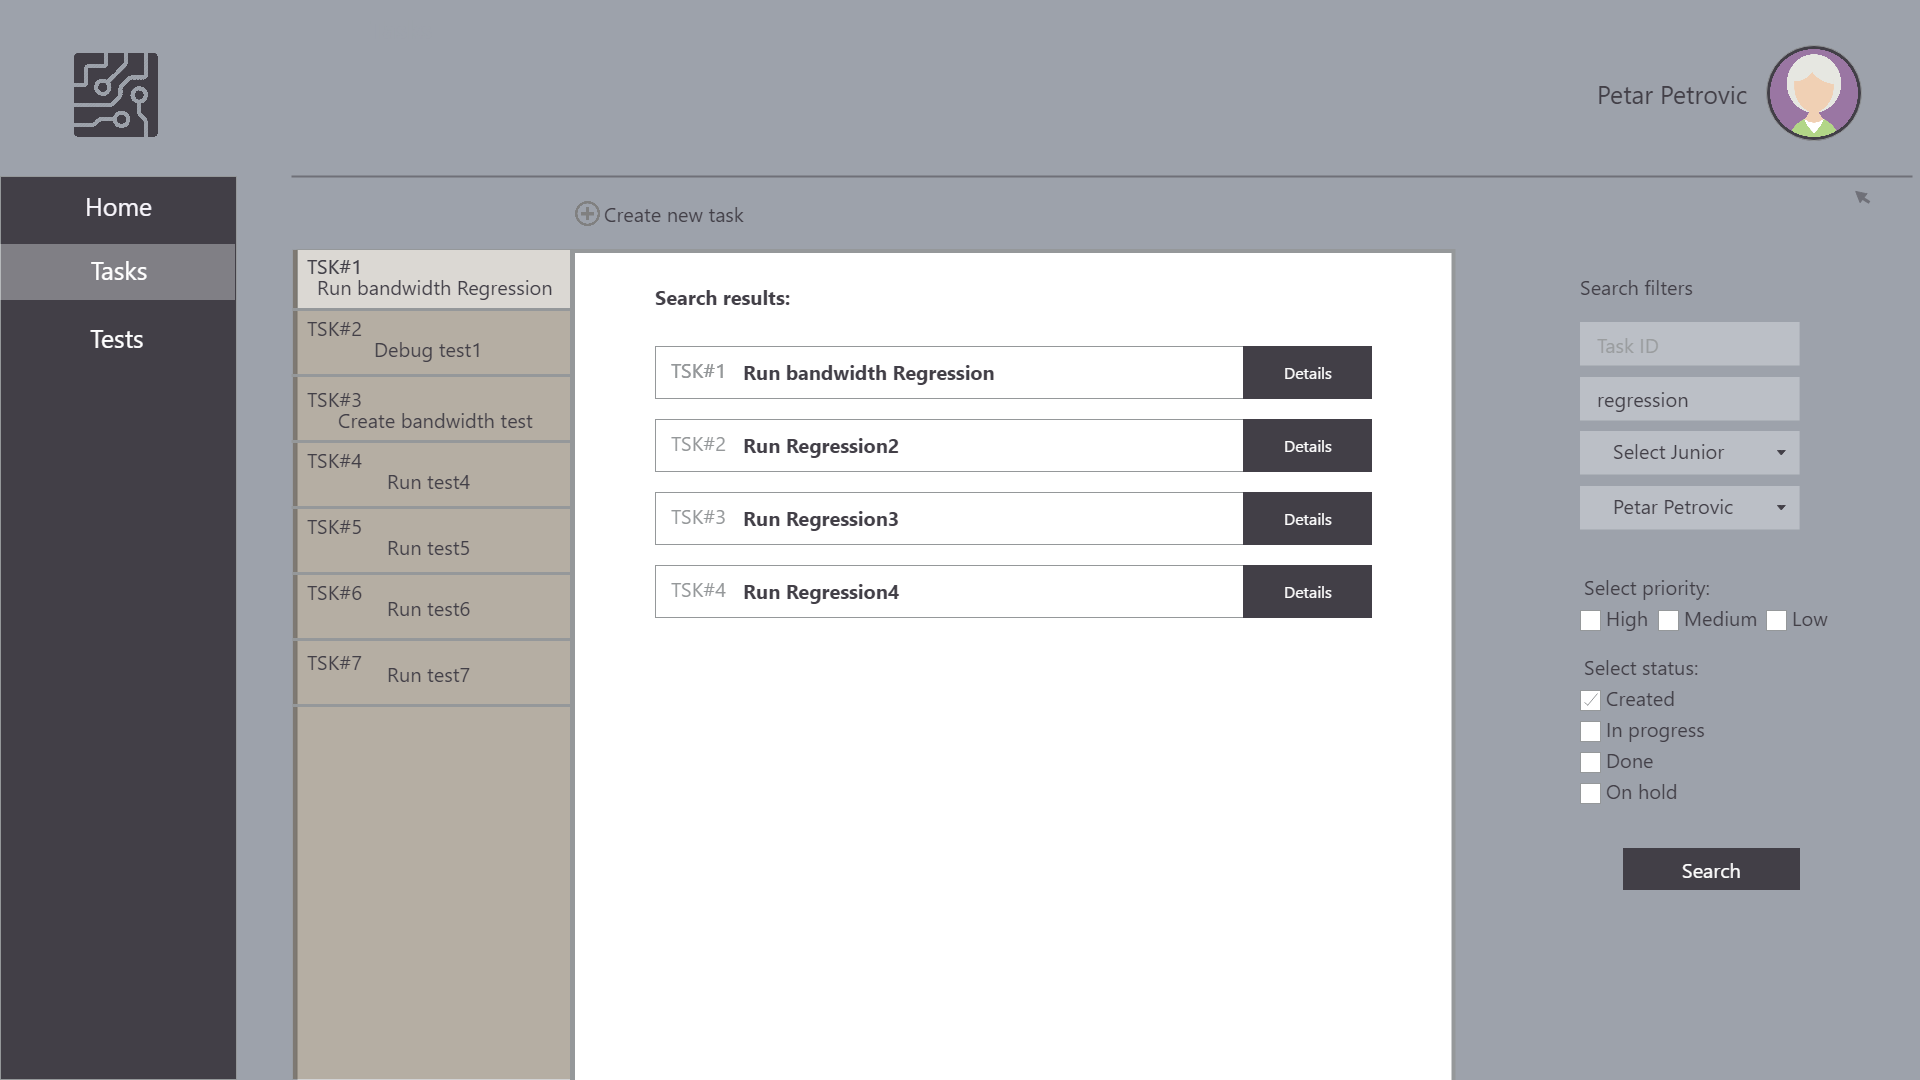 Petar Petrovic
Home
Tasks
Tests
Create new task
TSK#1
Run bandwidth Regression
TSK#2
Debug test1
TSK#3
Create bandwidth test
TSK#4
Run test4
TSK#5
Run test5
TSK#6
Run test6
TSK#7
Run test7
Search results:
TSK#1 Run bandwidth Regression Details
TSK#2 Run Regression2 Details
TSK#3 Run Regression3 Details
TSK#4 Run Regression4 Details
Search filters
Task ID
regression
Select Junior
Petar Petrovic
Select priority:
High Medium Low
Select status:
Created
In progress
Done
On hold
Search